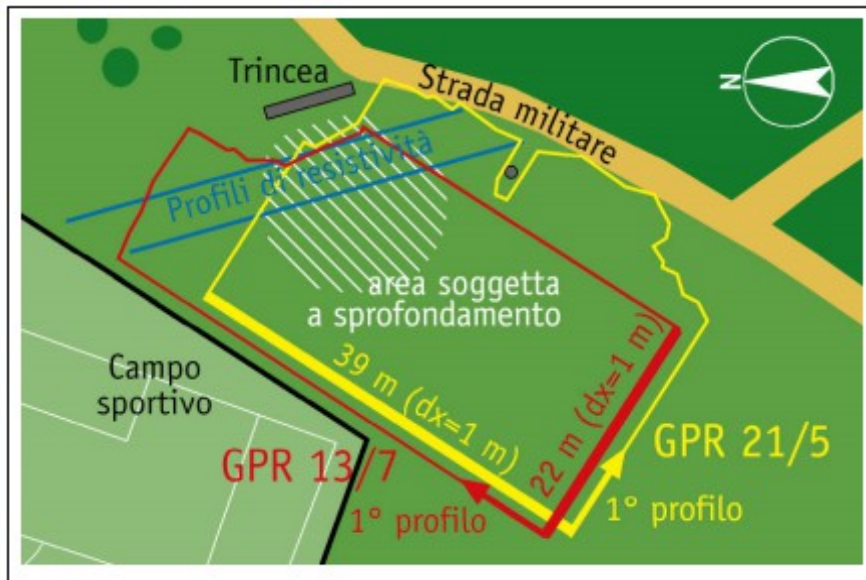 Trincea
Strada militare
N
Profili di resistività
area soggetta
a sprofondamento
Campo
sportivo
39 m (dx=1 m)
22 m (dx=1 m)
GPR 13/7
1° profilo
GPR 21/5
1° profilo